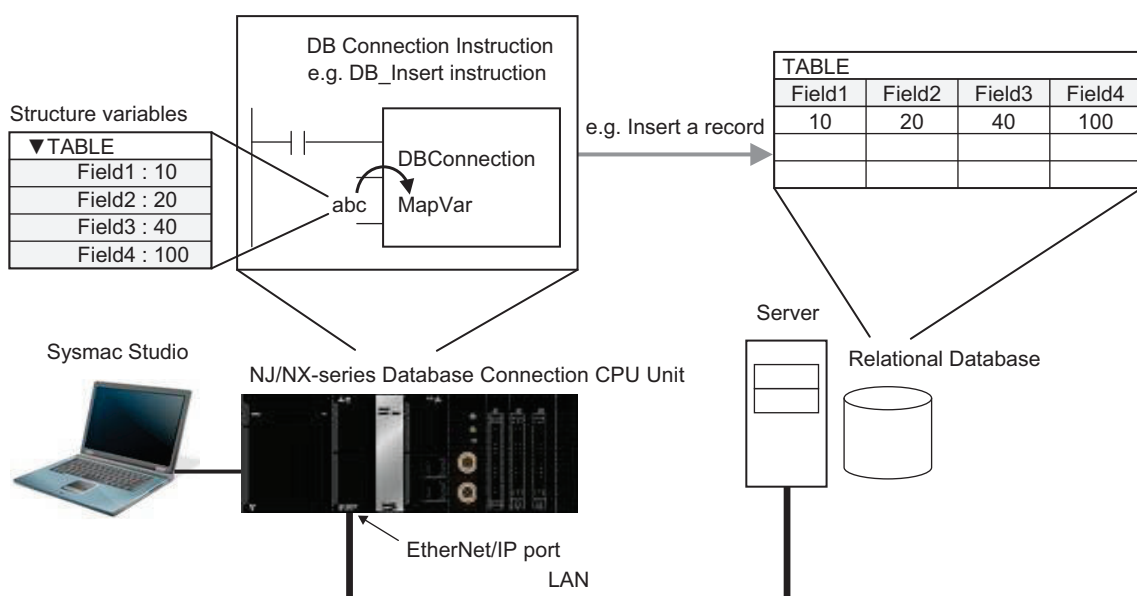 DB Connection Instruction
e.g. DB_Insert instruction
Structure variables
▼TABLE
Field1 : 10
Field2 : 20
Field3 : 40
Field4 : 100
DBConnection
abc
MapVar
e.g. Insert a record
TABLE
Field1 Field2 Field3 Field4
10 20 40 100
Sysmac Studio
NJ/NX-series Database Connection CPU Unit
Server
Relational Database
EtherNet/IP port
LAN